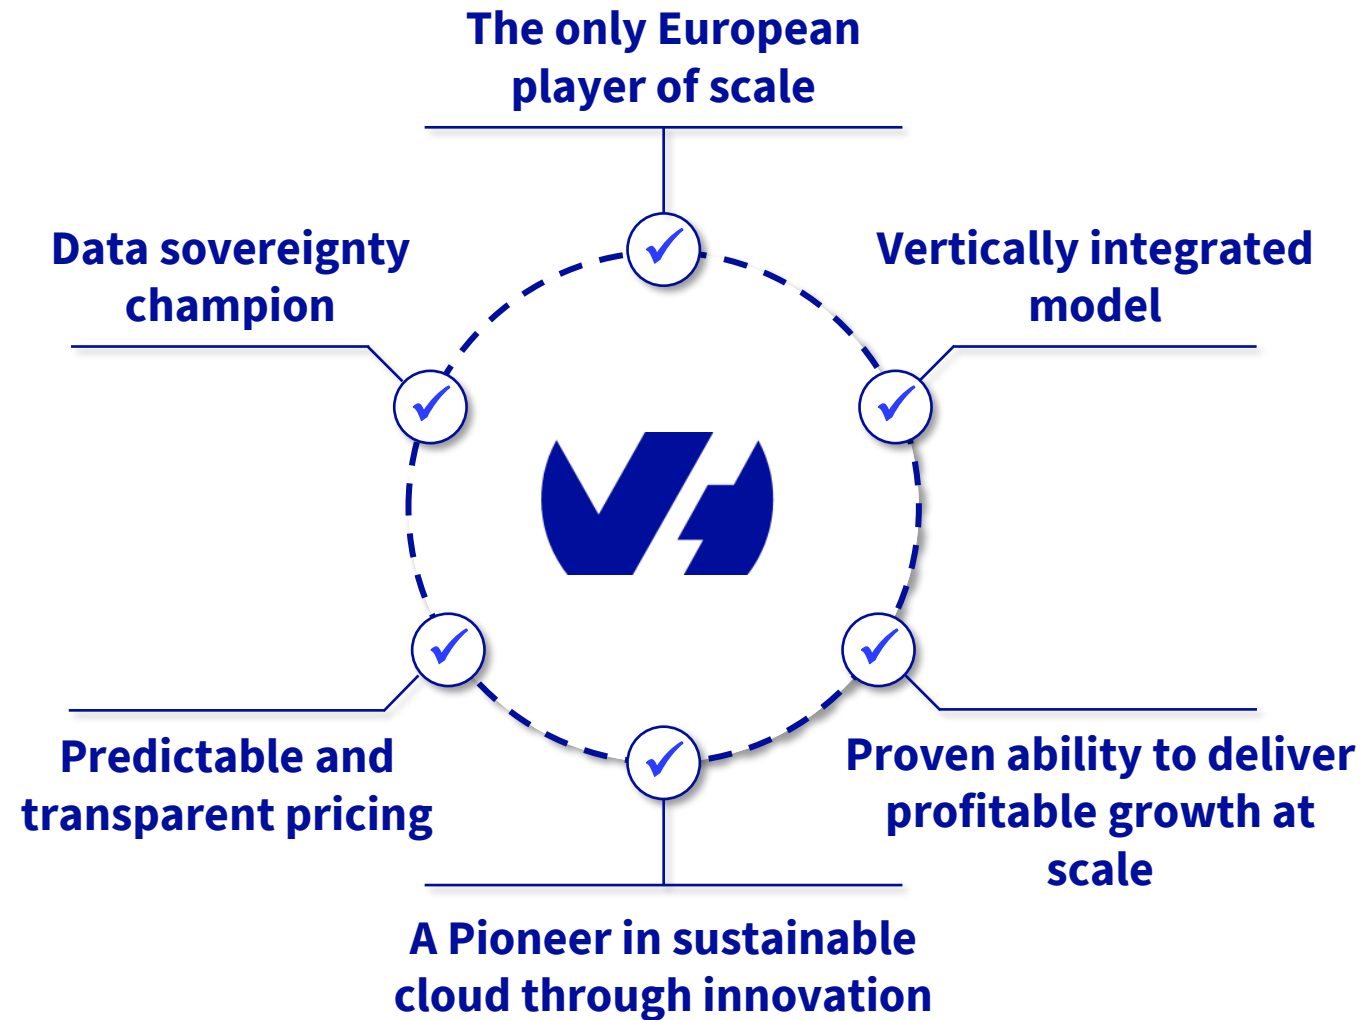 The only European
player of scale
Data sovereignty
champion
Vertically integrated
model
Predictable and
transparent pricing
Proven ability to deliver
profitable growth at
scale
A Pioneer in sustainable
cloud through innovation